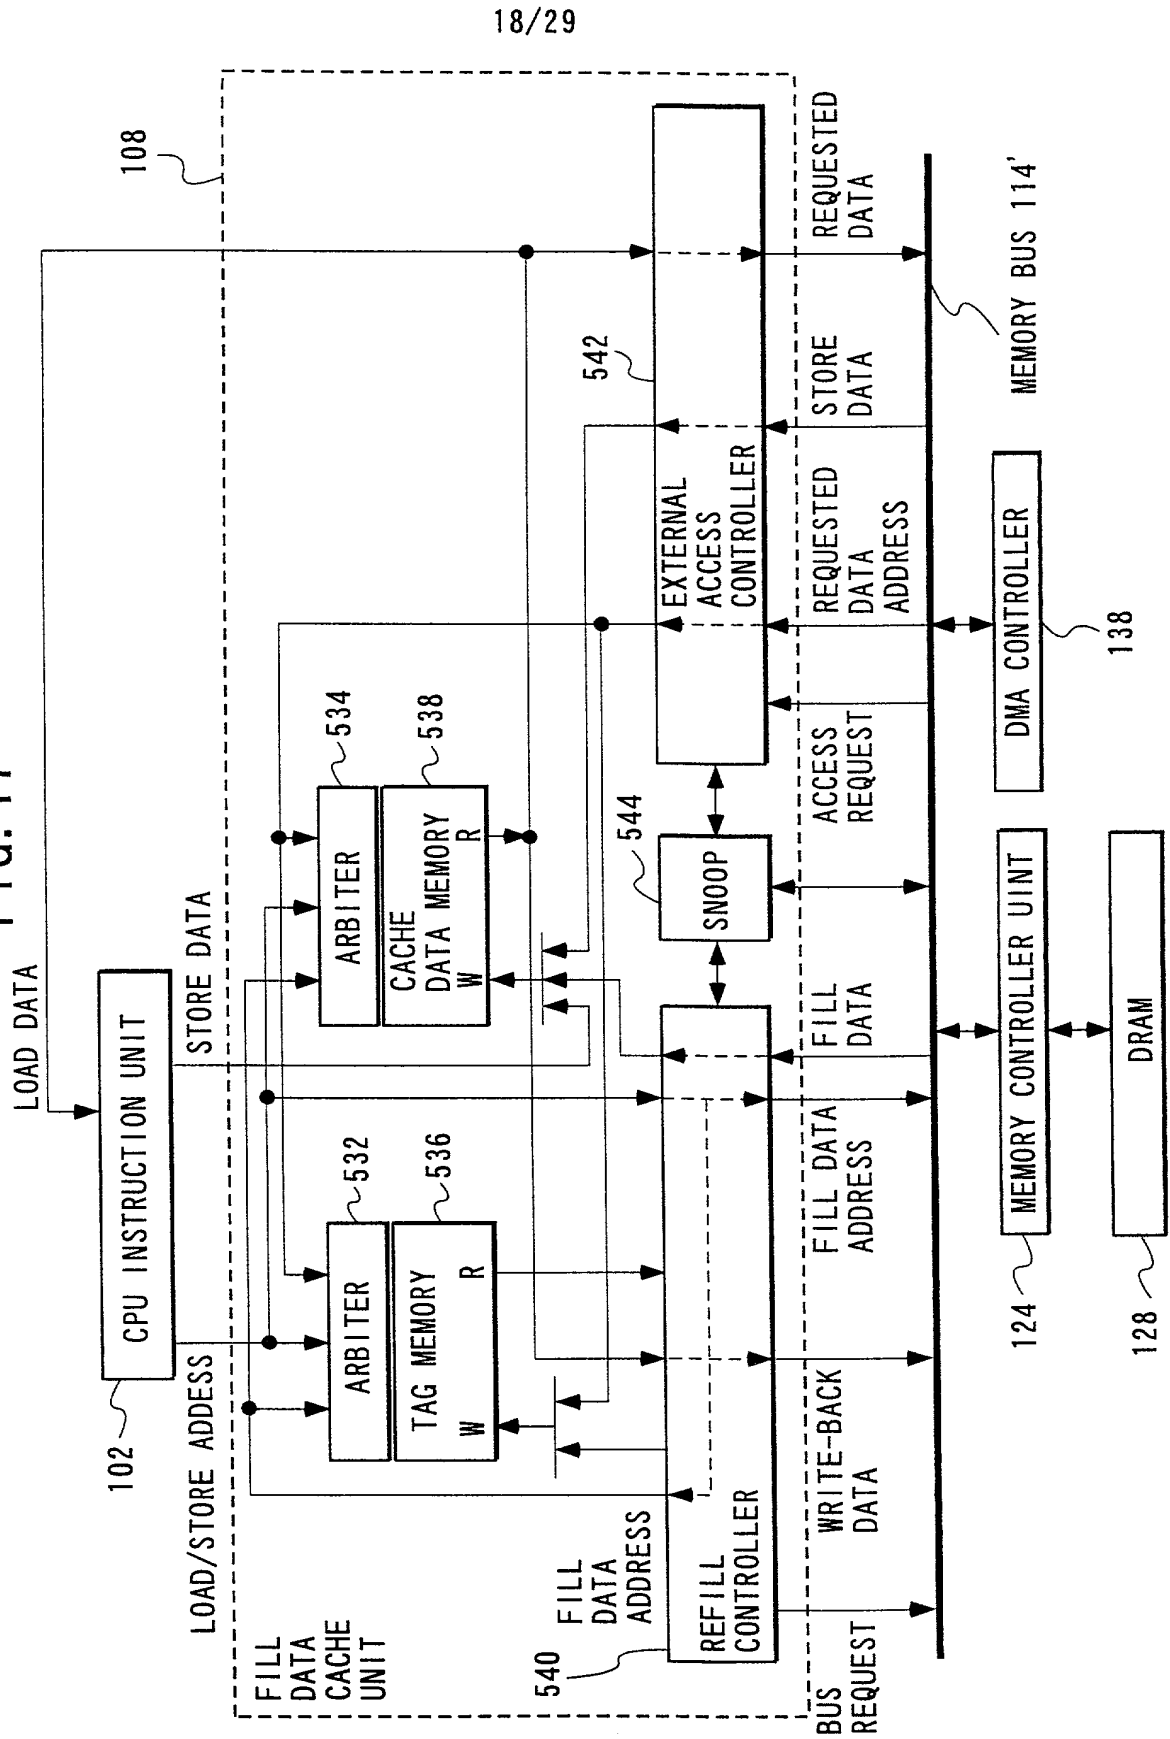 18/29
LOAD DATA
CPU INSTRUCTION UNIT
102
LOAD/STORE ADDESS
STORE DATA
108
FILL
DATA
CACHE
UNIT
ARBITER
532
TAG MEMORY
W
R
536
ARBITER
534
CACHE
DATA MEMORY
W
R
538
FILL
DATA
ADDRESS
540
REFILL
CONTROLLER
SNOOP
544
EXTERNAL
ACCESS
CONTROLLER
542
BUS
REQUEST
WRITE-BACK
DATA
FILL DATA
ADDRESS
FILL
DATA
ACCESS
REQUEST
REQUESTED
DATA
ADDRESS
STORE
DATA
REQUESTED
DATA
MEMORY BUS 114'
MEMORY CONTROLLER UINT
124
DMA CONTROLLER
138
DRAM
128